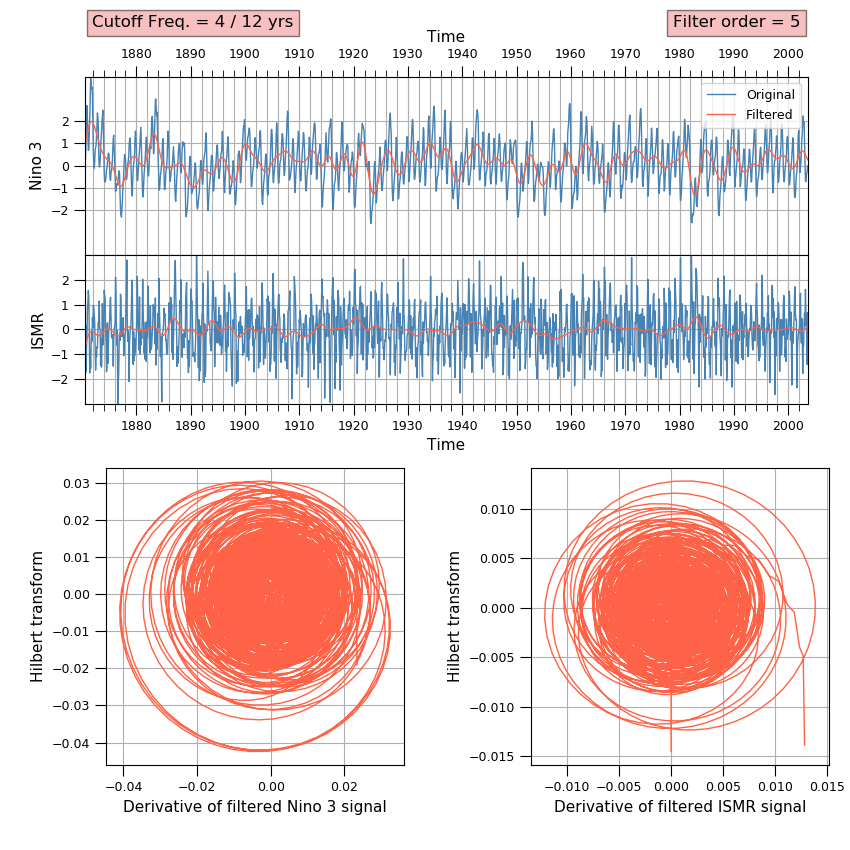 Cutoff Freq. = 4 / 12 yrs
Filter order = 5
Time
1880 1890 1900 1910 1920 1930 1940 1950 1960 1970 1980 1990 2000
Original
Filtered
Nino 3
2
1
0
−1
−2
ISMR
2
1
0
−1
−2
1880 1890 1900 1910 1920 1930 1940 1950 1960 1970 1980 1990 2000
Time
Hilbert transform
0.03
0.02
0.01
0.00
−0.01
−0.02
−0.03
−0.04
−0.04 −0.02 0.00 0.02
Derivative of filtered Nino 3 signal
Hilbert transform
0.010
0.005
0.000
−0.005
−0.010
−0.015
−0.010 −0.005 0.000 0.005 0.010 0.015
Derivative of filtered ISMR signal